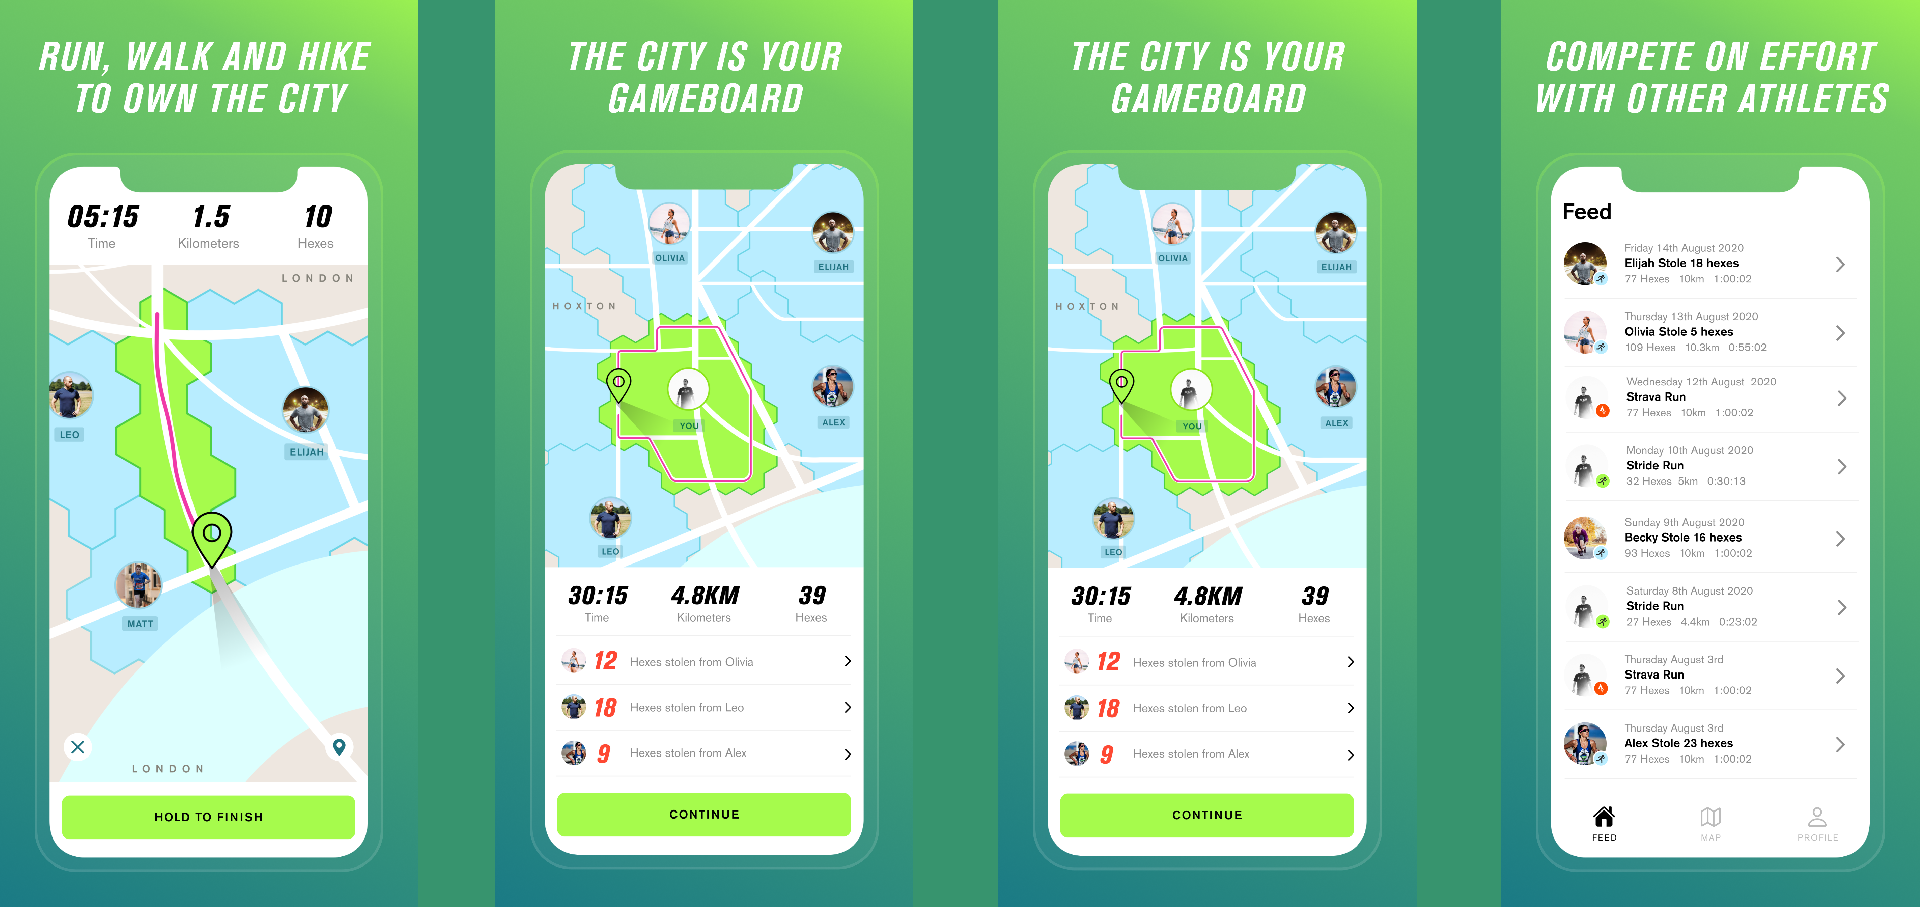 RUN, WALK AND HIKE
TO OWN THE CITY
05:15
1.5
10
Time
Kilometers
Hexes
LONDON
LEO
ELIJAH
MATT
LONDON
HOLD TO FINISH
THE CITY IS YOUR
GAMEBOARD
OLIVIA
ELIJAH
HOXTON
ALEX
YOU
LEO
30:15
4.8KM
39
Time
Kilometers
Hexes
12 Hexes stolen from Olivia
18 Hexes stolen from Leo
9 Hexes stolen from Alex
CONTINUE
THE CITY IS YOUR
GAMEBOARD
OLIVIA
ELIJAH
HOXTON
ALEX
YOU
LEO
30:15
4.8KM
39
Time
Kilometers
Hexes
12 Hexes stolen from Olivia
18 Hexes stolen from Leo
9 Hexes stolen from Alex
CONTINUE
COMPETE ON EFFORT
WITH OTHER ATHLETES
Feed
Friday 14th August 2020
Elijah Stole 18 hexes
77 Hexes 10km 1:00:02
Thursday 13th August 2020
Olivia Stole 5 hexes
109 Hexes 10.3km 0:55:02
Wednesday 12th August 2020
Strava Run
77 Hexes 10km 1:00:02
Monday 10th August 2020
Stride Run
32 Hexes 5km 0:30:13
Sunday 9th August 2020
Becky Stole 16 hexes
93 Hexes 10km 1:00:02
Saturday 8th August 2020
Stride Run
27 Hexes 4.4km 0:23:02
Thursday August 3rd
Strava Run
77 Hexes 10km 1:00:02
Thursday August 3rd
Alex Stole 23 hexes
77 Hexes 10km 1:00:02
FEED
MAP
PROFILE